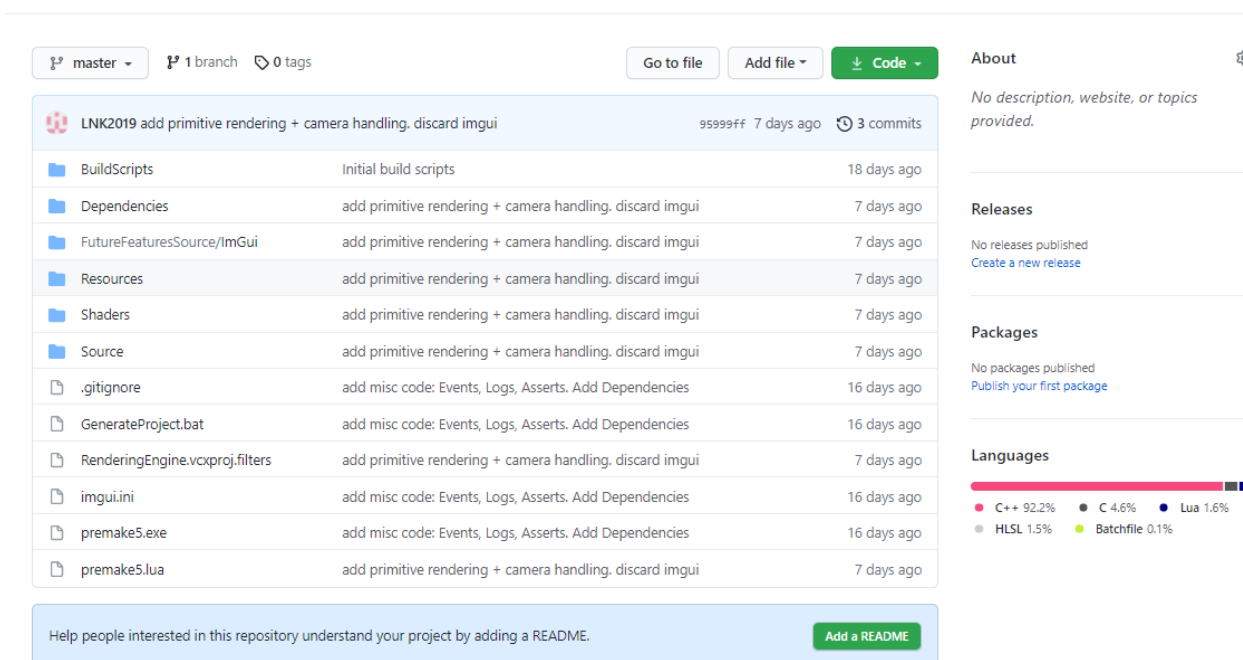 master 1 branch 0 tags Go to file Add file Code
LNK2019 add primitive rendering + camera handling. discard imgui 95999ff 7 days ago 3 commits
BuildScripts Initial build scripts 18 days ago
Dependencies add primitive rendering + camera handling. discard imgui 7 days ago
FutureFeaturesSource/ImGui add primitive rendering + camera handling. discard imgui 7 days ago
Resources add primitive rendering + camera handling. discard imgui 7 days ago
Shaders add primitive rendering + camera handling. discard imgui 7 days ago
Source add primitive rendering + camera handling. discard imgui 7 days ago
.gitignore add misc code: Events, Logs, Asserts. Add Dependencies 16 days ago
GenerateProject.bat add misc code: Events, Logs, Asserts. Add Dependencies 16 days ago
RenderingEngine.vcxproj.filters add primitive rendering + camera handling. discard imgui 7 days ago
imgui.ini add misc code: Events, Logs, Asserts. Add Dependencies 16 days ago
premake5.exe add misc code: Events, Logs, Asserts. Add Dependencies 16 days ago
premake5.lua add primitive rendering + camera handling. discard imgui 7 days ago
Help people interested in this repository understand your project by adding a README. Add a README
About
No description, website, or topics
provided.
Releases
No releases published
Create a new release
Packages
No packages published
Publish your first package
Languages
C++ 92.2% C 4.6% Lua 1.6%
HLSL 1.5% Batchfile 0.1%